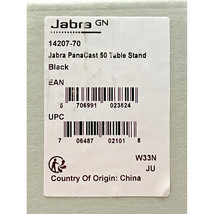 Jabra GN
14207-70
Jabra PanaCast 50 Table Stand
Black
EAN
5 706991 023824
UPC
7 06487 02101 8
W33N
JU
Country Of Origin: China